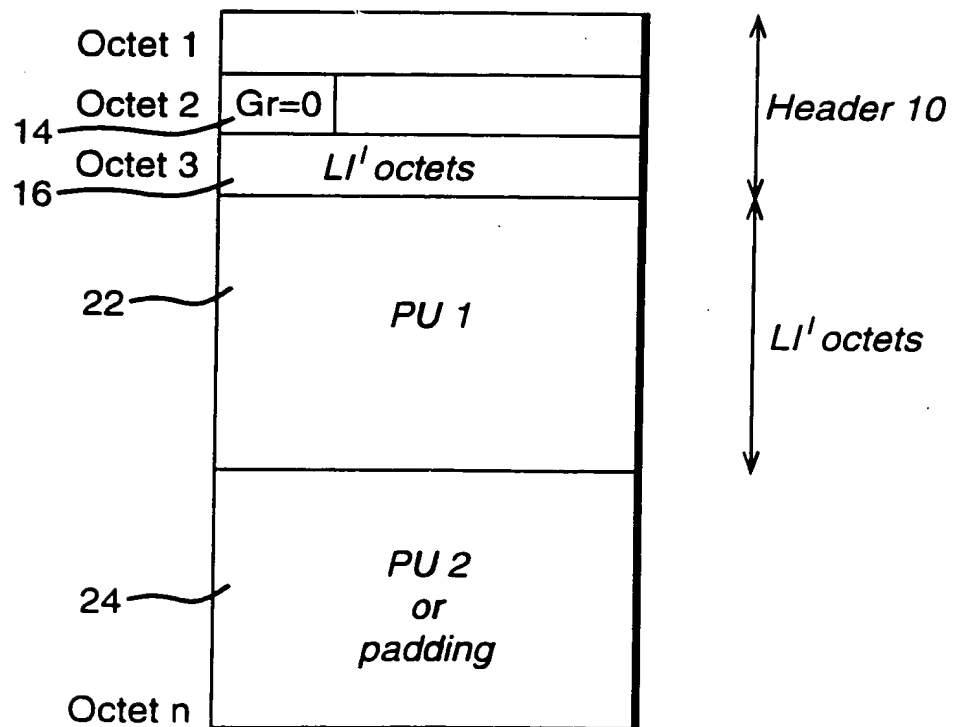 Octet 1
Octet 2 Gr=0
14
Header 10
Octet 3 LI' octets
16
22
PU 1
LI' octets
PU 2
or
padding
24
Octet n